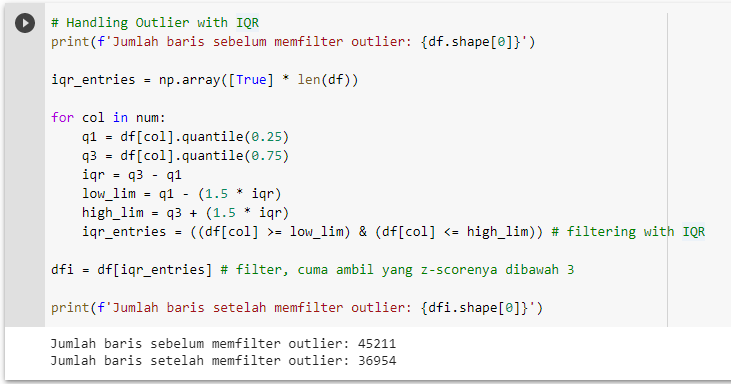 # Handling Outlier with IQR
print(f'Jumlah baris sebelum memfilter outlier: {df.shape[0]}')
iqr_entries = np.array([True] * len(df))
for col in num:
    q1 = df[col].quantile(0.25)
    q3 = df[col].quantile(0.75)
    iqr = q3 - q1
    low_lim = q1 - (1.5 * iqr)
    high_lim = q3 + (1.5 * iqr)
    iqr_entries = ((df[col] >= low_lim) & (df[col] <= high_lim)) # filtering with IQR
dfi = df[iqr_entries] # filter, cuma ambil yang z-scorenya dibawah 3
print(f'Jumlah baris setelah memfilter outlier: {dfi.shape[0]}')
Jumlah baris sebelum memfilter outlier: 45211
Jumlah baris setelah memfilter outlier: 36954